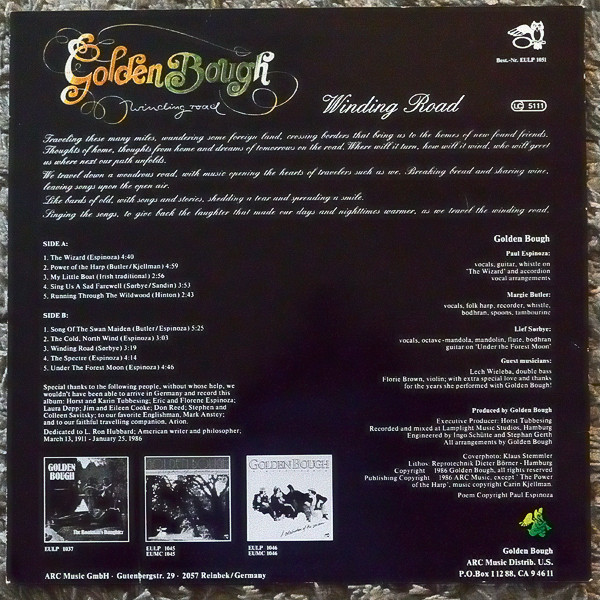 Golden Bough
Winding road
Winding Road
Best.-Nr. EULP 1051
LC 5111
Traveling these many miles, wandering some foreign land, crossing borders that bring us to the homes of new found friends.
Thoughts of home, thoughts from home and dreams of tomorrows on the road. Where will it turn, how will it wind, who will greet
us where next our path unfolds.
We travel down a wondrous road, with music opening the hearts of travelers such as we. Breaking bread and sharing wine,
leaving songs upon the open air.
Like bards of old, with songs and stories, shedding a tear and spreading a smile.
Singing the songs, to give back the laughter that made our days and nighttimes warmer, as we travel the winding road.
SIDE A:
1. The Wizard (Espinoza) 4:40
2. Power of the Harp (Butler/Kjellman) 4:59
3. My Little Boat (Irish traditional) 2:56
4. Sing Us A Sad Farewell (Sørbye/Sandin) 3:53
5. Running Through The Wildwood (Hinton) 2:43
SIDE B:
1. Song Of The Swan Maiden (Butler/Espinoza) 5:25
2. The Cold, North Wind (Espinoza) 3:03
3. Winding Road (Sørbye) 3:19
4. The Spectre (Espinoza) 4:14
5. Under The Forest Moon (Espinoza) 4:46
Special thanks to the following people, without whose help, we
wouldn't have been able to arrive in Germany and record this
album: Horst and Karin Tubbesing; Eric and Florene Espinoza;
Laura Depp; Jim and Eileen Cooke; Don Reed; Stephen and
Colleen Savitsky; to our favorite Englishman, Mark Anstey;
and to our faithful travelling companion, Arion.
Dedicated to L. Ron Hubbard; American writer and philosopher,
March 13, 1911 - January 25, 1986
Golden Bough
Paul Espinoza:
vocals, guitar, whistle on
'The Wizard' and accordion
vocal arrangements
Margie Butler:
vocals, folk harp, recorder, whistle,
bodhran, spoons, tambourine
Lief Sørbye:
vocals, octave-mandola, mandolin, flute, bodhran
guitar on 'Under the Forest Moon'
Guest musicians:
Lech Wieleba, double bass
Florie Brown, violin; with extra special love and thanks
for the years she performed with Golden Bough!
Produced by Golden Bough
Executive Producer: Horst Tubbesing
Recorded and mixed at Lamplight Music Studios, Hamburg
Engineered by Ingo Schütte and Stephan Gerth
All arrangements by Golden Bough
Coverphoto: Klaus Stemmler
Lithos: Reprotechnik Dieter Börner - Hamburg
Copyright 1986 Golden Bough, all rights reserved
Publishing Copyright 1986 ARC Music, except 'The Power
of the Harp', music copyright Carin Kjellman.
Poem Copyright Paul Espinoza
GOLDEN
BOUGH
The Boatman's Daughter
GOLDEN BOUGH
EULP 1037
EULP 1045
EUMC 1045
EULP 1046
EUMC 1046
ARC Music GmbH · Gutenbergstr. 29 · 2057 Reinbek/Germany
Golden Bough
ARC Music Distrib. U.S.
P.O.Box 11 2 88, CA 9 46 11